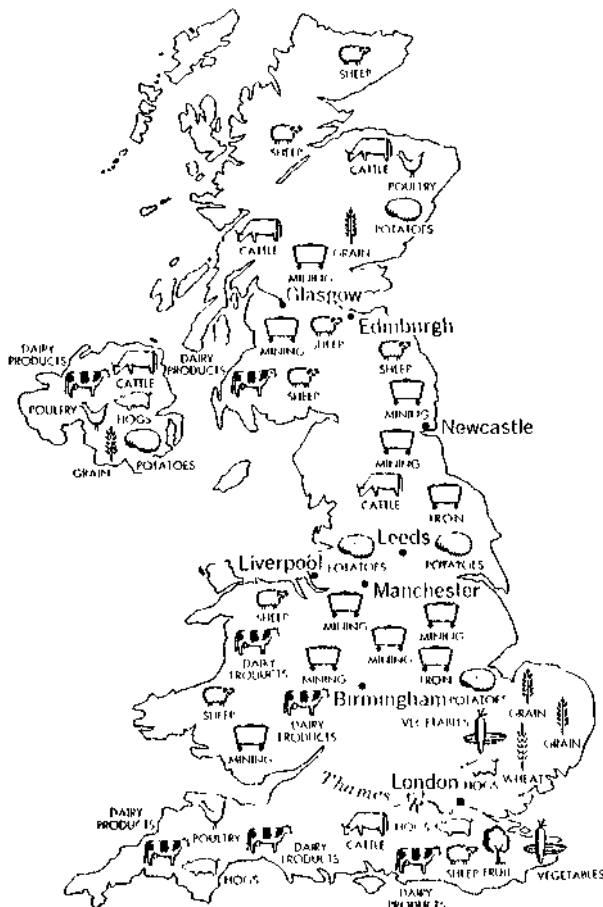 SHEEP
SHEEP
CATTLE
POULTRY
POTATOES
GRAIN
CATTLE
MINING
Glasgow
Edinburgh
MINING
SHEEP
SHEEP
DAIRY
PRODUCTS
SHEEP
MINING
DAIRY
PRODUCTS
CATTLE
POULTRY
HOGS
GRAIN
POTATOES
Newcastle
MINING
CATTLE
IRON
Leeds
POTATOES
POTATOES
Liverpool
Manchester
SHEEP
MINING
MINING
DAIRY
PRODUCTS
MINING
MINING
IRON
Birmingham
POTATOES
GRAIN
GRAIN
SHEEP
DAIRY
PRODUCTS
VEGETABLES
MINING
WHEAT
HOGS
Thames
London
DAIRY
PRODUCTS
POULTRY
HOGS
DAIRY
PRODUCTS
CATTLE
HOGS
DAIRY
PRODUCTS
SHEEP
FRUIT
VEGETABLES